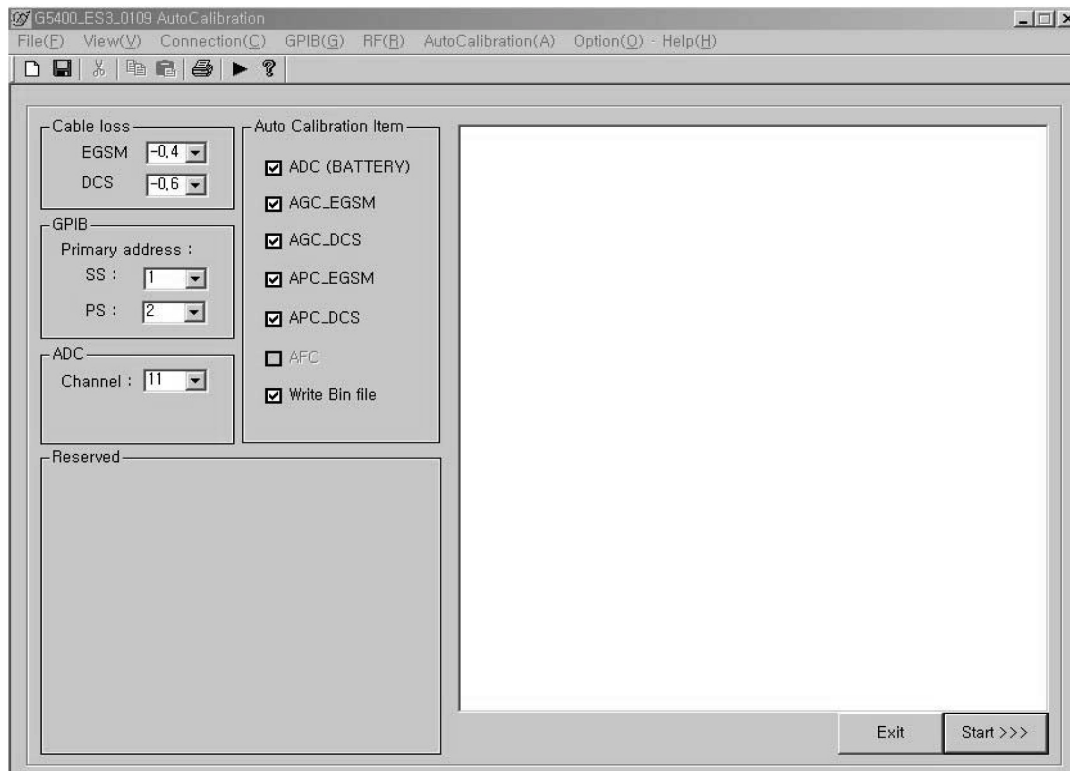 G5400_ES3_0109 AutoCalibration
File(F) View(V) Connection(C) GPIB(G) RF(R) AutoCalibration(A) Option(O) - Help(H)
Cable loss
EGSM -0,4
DCS -0,6
GPIB
Primary address :
SS : 1
PS : 2
ADC
Channel : 11
Auto Calibration Item
ADC (BATTERY)
AGC_EGSM
AGC_DCS
APC_EGSM
APC_DCS
AFC
Write Bin file
Reserved
Exit
Start >>>